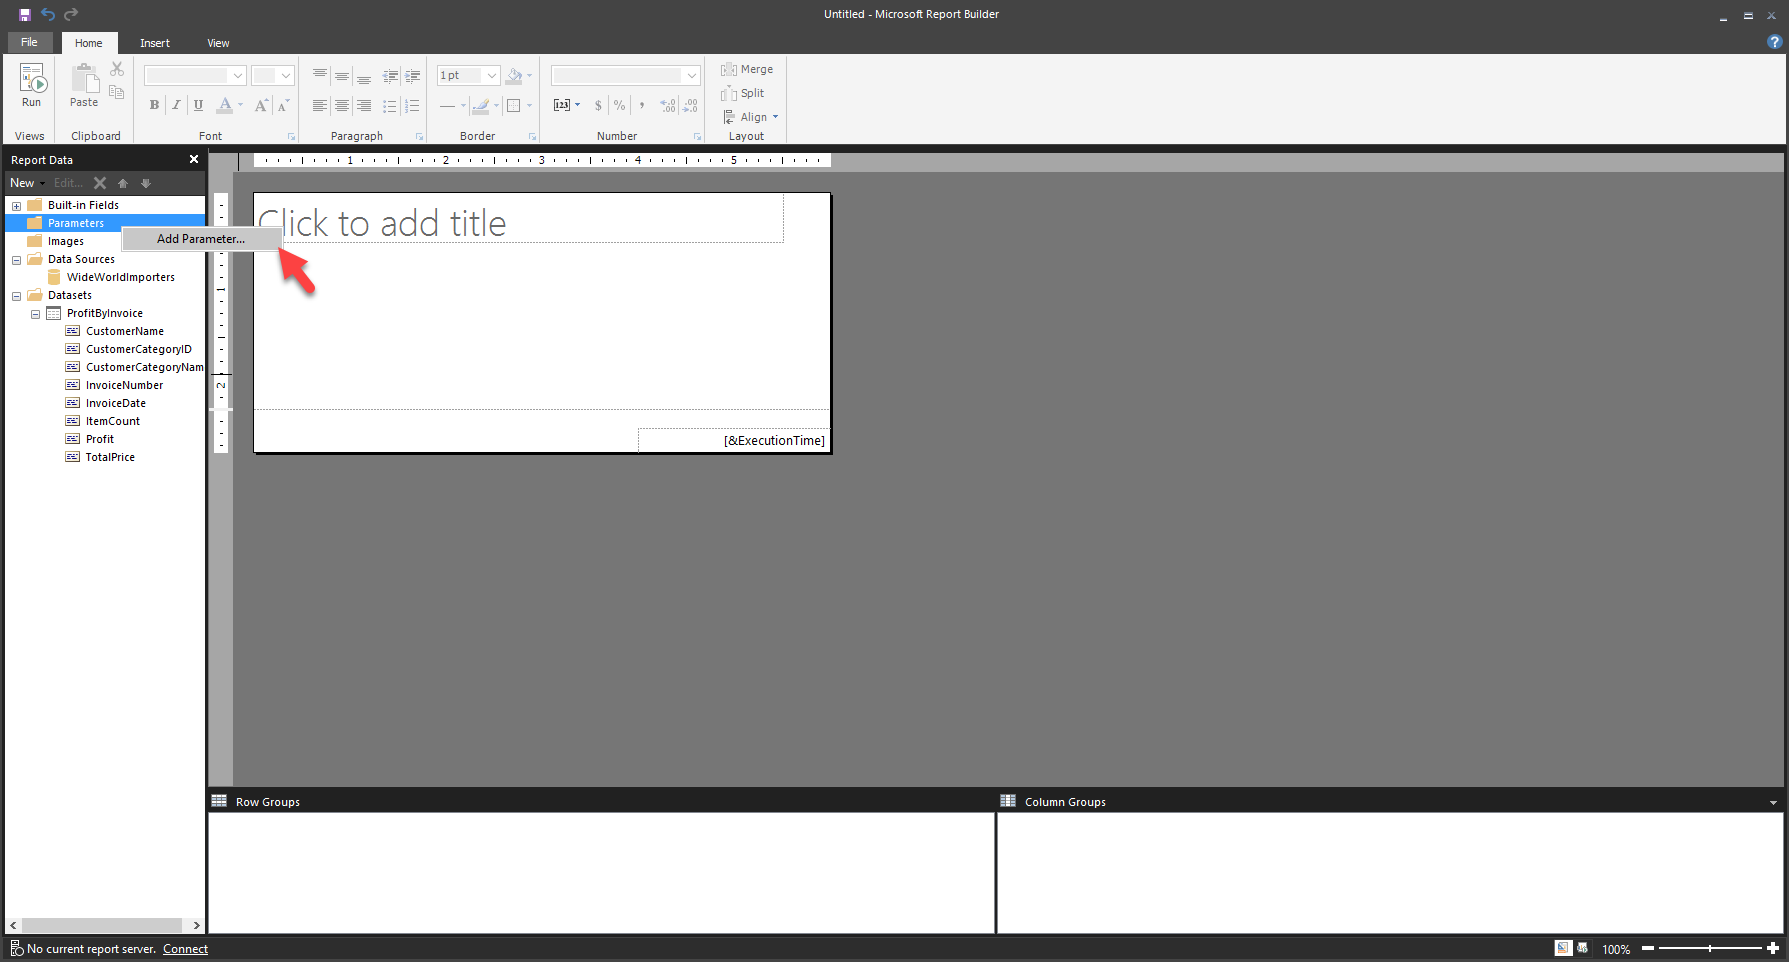 Untitled - Microsoft Report Builder
File Home Insert View
Run
Paste
1 pt
Merge
Split
Align
B I U A A A
[123] $ % ,
Views Clipboard Font Paragraph Border Number Layout
Report Data
New Edit...
1 2 3 4 5
Built-in Fields
Parameters
Add Parameter...
Images
Data Sources
WideWorldImporters
Datasets
ProfitByInvoice
CustomerName
CustomerCategoryID
CustomerCategoryNam
InvoiceNumber
InvoiceDate
ItemCount
Profit
TotalPrice
Click to add title
1
2
[&ExecutionTime]
Row Groups
Column Groups
No current report server. Connect
100%